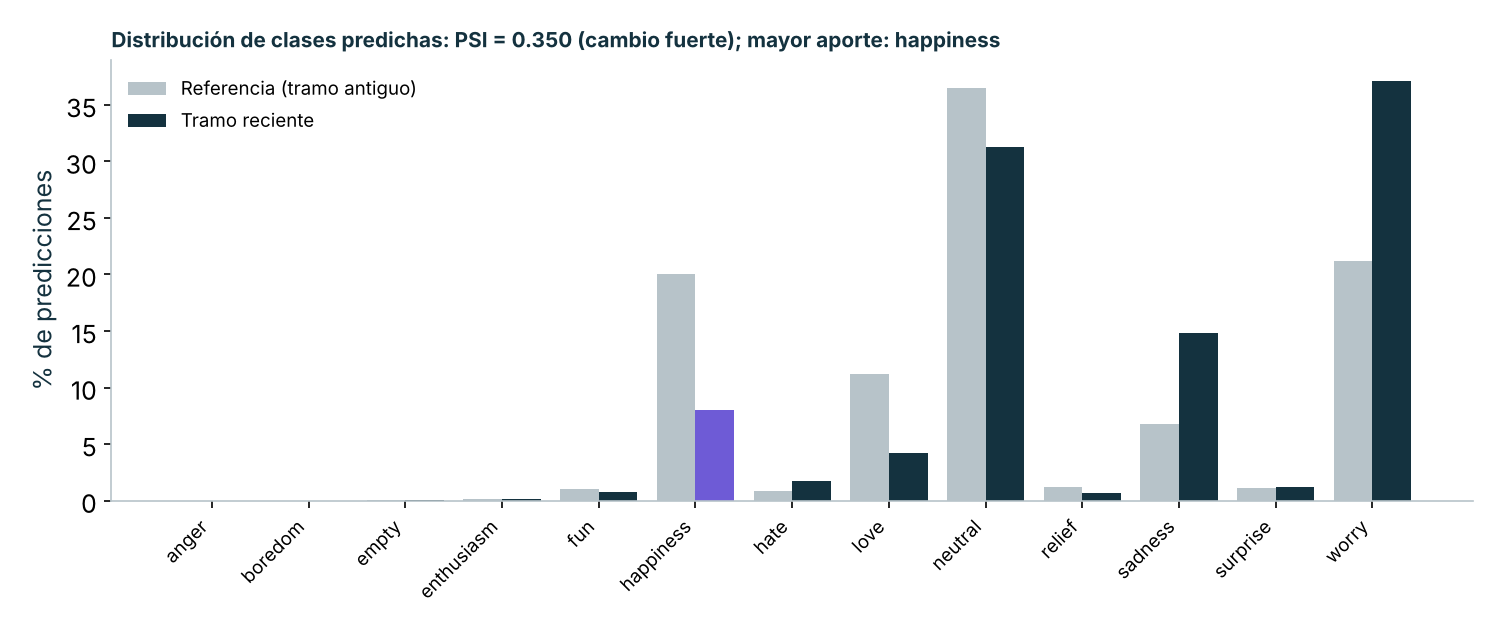 Distribución de clases predichas: PSI = 0.350 (cambio fuerte); mayor aporte: happiness
Referencia (tramo antiguo)
Tramo reciente
% de predicciones
35
30
25
20
15
10
5
0
anger
boredom
empty
enthusiasm
fun
happiness
hate
love
neutral
relief
sadness
surprise
worry